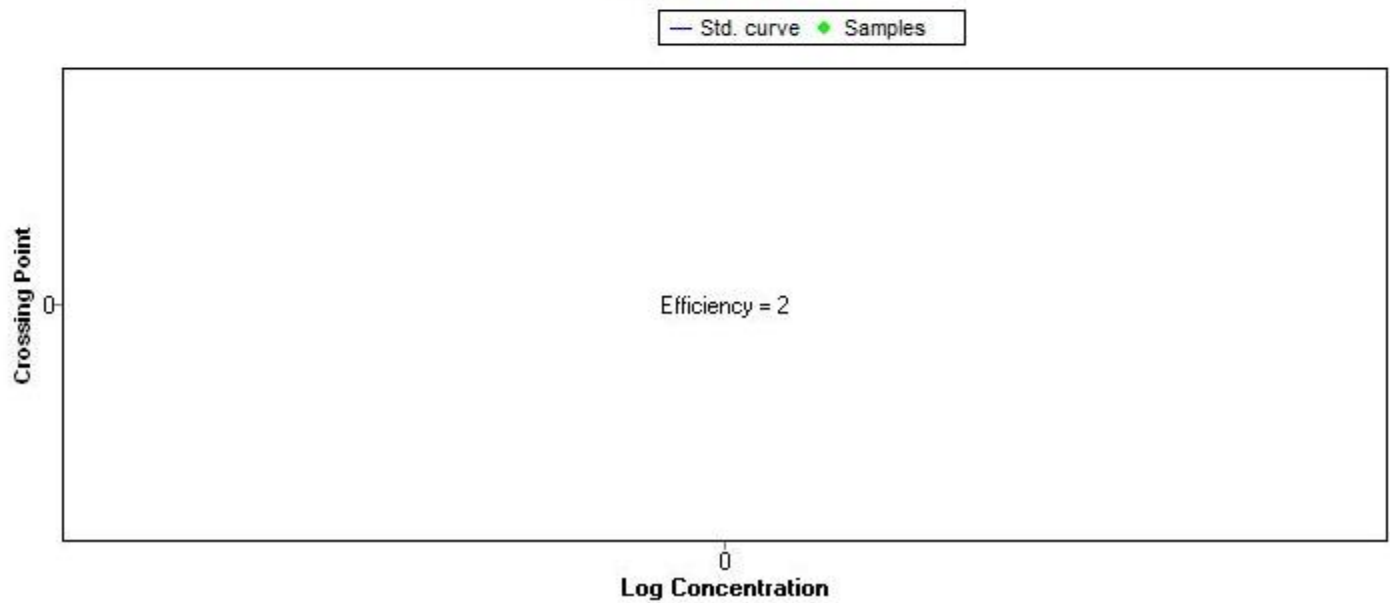 Std. curve Samples
Crossing Point
0
Efficiency = 2
0
Log Concentration